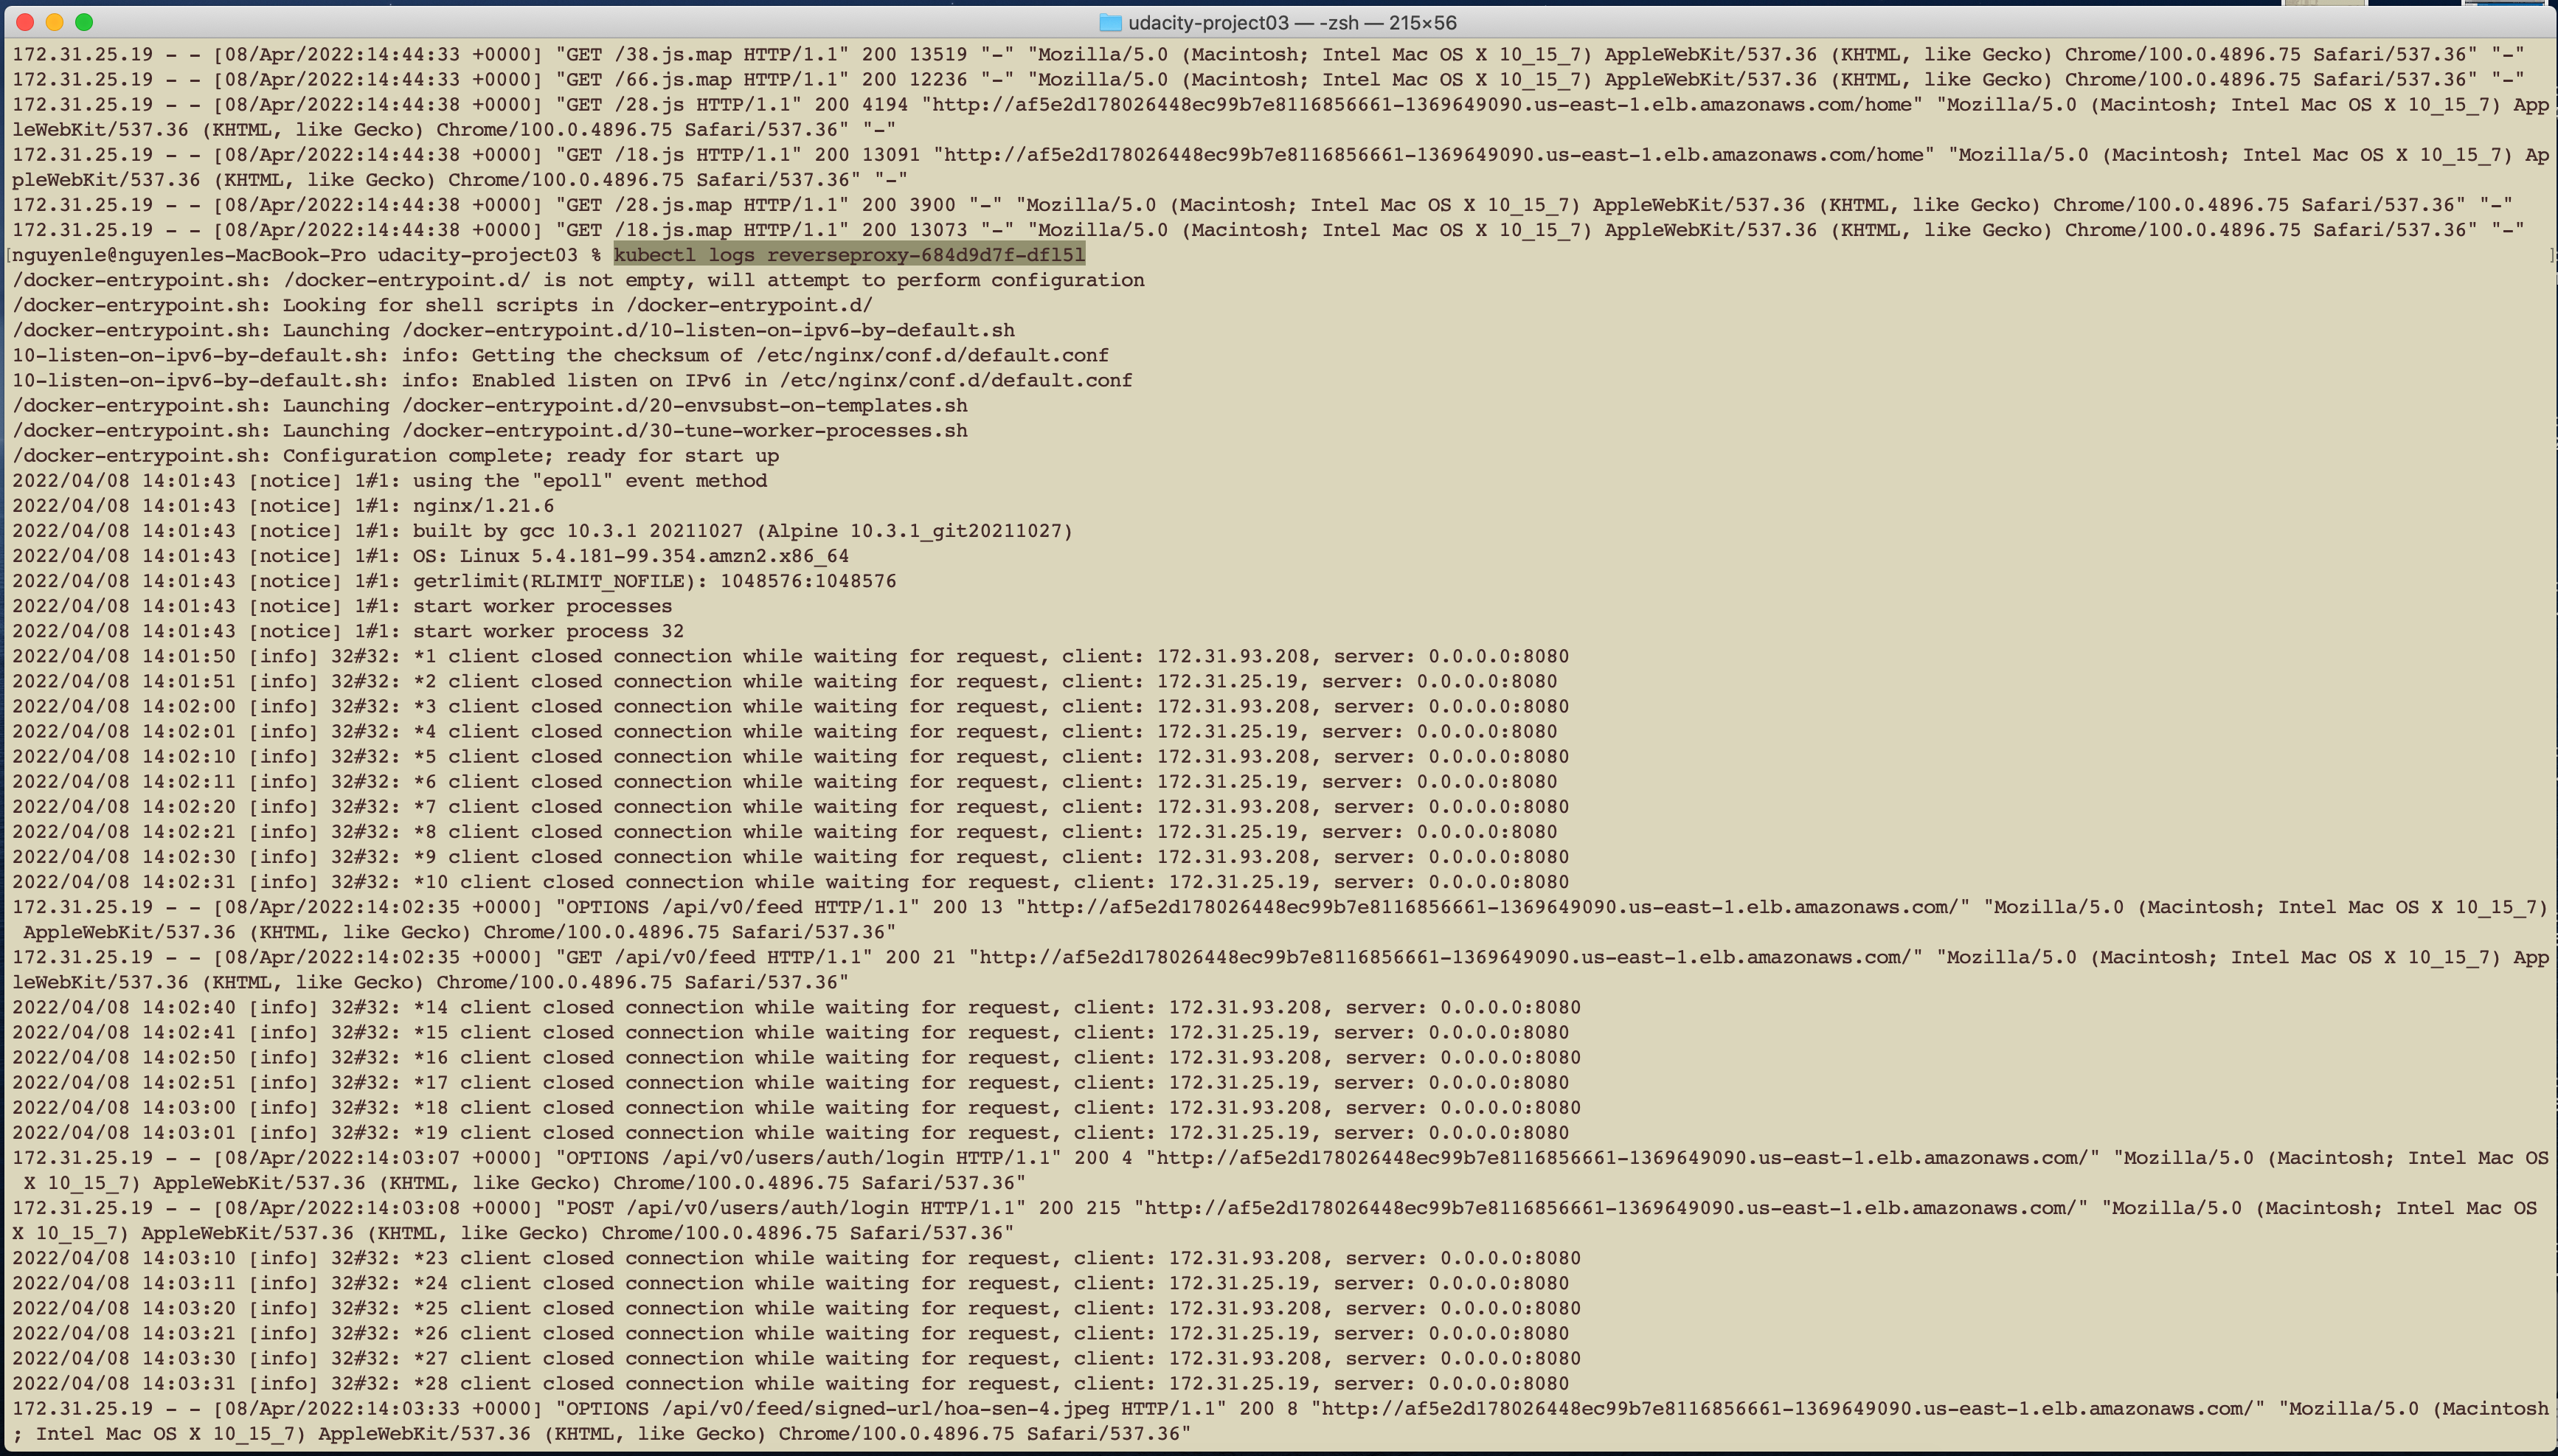 udacity-project03 — -zsh — 215×56
172.31.25.19 - - [08/Apr/2022:14:44:33 +0000] "GET /38.js.map HTTP/1.1" 200 13519 "-" "Mozilla/5.0 (Macintosh; Intel Mac OS X 10_15_7) AppleWebKit/537.36 (KHTML, like Gecko) Chrome/100.0.4896.75 Safari/537.36" "-"
172.31.25.19 - - [08/Apr/2022:14:44:33 +0000] "GET /66.js.map HTTP/1.1" 200 12236 "-" "Mozilla/5.0 (Macintosh; Intel Mac OS X 10_15_7) AppleWebKit/537.36 (KHTML, like Gecko) Chrome/100.0.4896.75 Safari/537.36" "-"
172.31.25.19 - - [08/Apr/2022:14:44:38 +0000] "GET /28.js HTTP/1.1" 200 4194 "http://af5e2d178026448ec99b7e8116856661-1369649090.us-east-1.elb.amazonaws.com/home" "Mozilla/5.0 (Macintosh; Intel Mac OS X 10_15_7) App
leWebKit/537.36 (KHTML, like Gecko) Chrome/100.0.4896.75 Safari/537.36" "-"
172.31.25.19 - - [08/Apr/2022:14:44:38 +0000] "GET /18.js HTTP/1.1" 200 13091 "http://af5e2d178026448ec99b7e8116856661-1369649090.us-east-1.elb.amazonaws.com/home" "Mozilla/5.0 (Macintosh; Intel Mac OS X 10_15_7) Ap
pleWebKit/537.36 (KHTML, like Gecko) Chrome/100.0.4896.75 Safari/537.36" "-"
172.31.25.19 - - [08/Apr/2022:14:44:38 +0000] "GET /28.js.map HTTP/1.1" 200 3900 "-" "Mozilla/5.0 (Macintosh; Intel Mac OS X 10_15_7) AppleWebKit/537.36 (KHTML, like Gecko) Chrome/100.0.4896.75 Safari/537.36" "-"
172.31.25.19 - - [08/Apr/2022:14:44:38 +0000] "GET /18.js.map HTTP/1.1" 200 13073 "-" "Mozilla/5.0 (Macintosh; Intel Mac OS X 10_15_7) AppleWebKit/537.36 (KHTML, like Gecko) Chrome/100.0.4896.75 Safari/537.36" "-"
[nguyenle@nguyenles-MacBook-Pro udacity-project03 % kubectl logs reverseproxy-684d9d7f-dfl5l ]
/docker-entrypoint.sh: /docker-entrypoint.d/ is not empty, will attempt to perform configuration
/docker-entrypoint.sh: Looking for shell scripts in /docker-entrypoint.d/
/docker-entrypoint.sh: Launching /docker-entrypoint.d/10-listen-on-ipv6-by-default.sh
10-listen-on-ipv6-by-default.sh: info: Getting the checksum of /etc/nginx/conf.d/default.conf
10-listen-on-ipv6-by-default.sh: info: Enabled listen on IPv6 in /etc/nginx/conf.d/default.conf
/docker-entrypoint.sh: Launching /docker-entrypoint.d/20-envsubst-on-templates.sh
/docker-entrypoint.sh: Launching /docker-entrypoint.d/30-tune-worker-processes.sh
/docker-entrypoint.sh: Configuration complete; ready for start up
2022/04/08 14:01:43 [notice] 1#1: using the "epoll" event method
2022/04/08 14:01:43 [notice] 1#1: nginx/1.21.6
2022/04/08 14:01:43 [notice] 1#1: built by gcc 10.3.1 20211027 (Alpine 10.3.1_git20211027)
2022/04/08 14:01:43 [notice] 1#1: OS: Linux 5.4.181-99.354.amzn2.x86_64
2022/04/08 14:01:43 [notice] 1#1: getrlimit(RLIMIT_NOFILE): 1048576:1048576
2022/04/08 14:01:43 [notice] 1#1: start worker processes
2022/04/08 14:01:43 [notice] 1#1: start worker process 32
2022/04/08 14:01:50 [info] 32#32: *1 client closed connection while waiting for request, client: 172.31.93.208, server: 0.0.0.0:8080
2022/04/08 14:01:51 [info] 32#32: *2 client closed connection while waiting for request, client: 172.31.25.19, server: 0.0.0.0:8080
2022/04/08 14:02:00 [info] 32#32: *3 client closed connection while waiting for request, client: 172.31.93.208, server: 0.0.0.0:8080
2022/04/08 14:02:01 [info] 32#32: *4 client closed connection while waiting for request, client: 172.31.25.19, server: 0.0.0.0:8080
2022/04/08 14:02:10 [info] 32#32: *5 client closed connection while waiting for request, client: 172.31.93.208, server: 0.0.0.0:8080
2022/04/08 14:02:11 [info] 32#32: *6 client closed connection while waiting for request, client: 172.31.25.19, server: 0.0.0.0:8080
2022/04/08 14:02:20 [info] 32#32: *7 client closed connection while waiting for request, client: 172.31.93.208, server: 0.0.0.0:8080
2022/04/08 14:02:21 [info] 32#32: *8 client closed connection while waiting for request, client: 172.31.25.19, server: 0.0.0.0:8080
2022/04/08 14:02:30 [info] 32#32: *9 client closed connection while waiting for request, client: 172.31.93.208, server: 0.0.0.0:8080
2022/04/08 14:02:31 [info] 32#32: *10 client closed connection while waiting for request, client: 172.31.25.19, server: 0.0.0.0:8080
172.31.25.19 - - [08/Apr/2022:14:02:35 +0000] "OPTIONS /api/v0/feed HTTP/1.1" 200 13 "http://af5e2d178026448ec99b7e8116856661-1369649090.us-east-1.elb.amazonaws.com/" "Mozilla/5.0 (Macintosh; Intel Mac OS X 10_15_7)
 AppleWebKit/537.36 (KHTML, like Gecko) Chrome/100.0.4896.75 Safari/537.36"
172.31.25.19 - - [08/Apr/2022:14:02:35 +0000] "GET /api/v0/feed HTTP/1.1" 200 21 "http://af5e2d178026448ec99b7e8116856661-1369649090.us-east-1.elb.amazonaws.com/" "Mozilla/5.0 (Macintosh; Intel Mac OS X 10_15_7) App
leWebKit/537.36 (KHTML, like Gecko) Chrome/100.0.4896.75 Safari/537.36"
2022/04/08 14:02:40 [info] 32#32: *14 client closed connection while waiting for request, client: 172.31.93.208, server: 0.0.0.0:8080
2022/04/08 14:02:41 [info] 32#32: *15 client closed connection while waiting for request, client: 172.31.25.19, server: 0.0.0.0:8080
2022/04/08 14:02:50 [info] 32#32: *16 client closed connection while waiting for request, client: 172.31.93.208, server: 0.0.0.0:8080
2022/04/08 14:02:51 [info] 32#32: *17 client closed connection while waiting for request, client: 172.31.25.19, server: 0.0.0.0:8080
2022/04/08 14:03:00 [info] 32#32: *18 client closed connection while waiting for request, client: 172.31.93.208, server: 0.0.0.0:8080
2022/04/08 14:03:01 [info] 32#32: *19 client closed connection while waiting for request, client: 172.31.25.19, server: 0.0.0.0:8080
172.31.25.19 - - [08/Apr/2022:14:03:07 +0000] "OPTIONS /api/v0/users/auth/login HTTP/1.1" 200 4 "http://af5e2d178026448ec99b7e8116856661-1369649090.us-east-1.elb.amazonaws.com/" "Mozilla/5.0 (Macintosh; Intel Mac OS
 X 10_15_7) AppleWebKit/537.36 (KHTML, like Gecko) Chrome/100.0.4896.75 Safari/537.36"
172.31.25.19 - - [08/Apr/2022:14:03:08 +0000] "POST /api/v0/users/auth/login HTTP/1.1" 200 215 "http://af5e2d178026448ec99b7e8116856661-1369649090.us-east-1.elb.amazonaws.com/" "Mozilla/5.0 (Macintosh; Intel Mac OS
X 10_15_7) AppleWebKit/537.36 (KHTML, like Gecko) Chrome/100.0.4896.75 Safari/537.36"
2022/04/08 14:03:10 [info] 32#32: *23 client closed connection while waiting for request, client: 172.31.93.208, server: 0.0.0.0:8080
2022/04/08 14:03:11 [info] 32#32: *24 client closed connection while waiting for request, client: 172.31.25.19, server: 0.0.0.0:8080
2022/04/08 14:03:20 [info] 32#32: *25 client closed connection while waiting for request, client: 172.31.93.208, server: 0.0.0.0:8080
2022/04/08 14:03:21 [info] 32#32: *26 client closed connection while waiting for request, client: 172.31.25.19, server: 0.0.0.0:8080
2022/04/08 14:03:30 [info] 32#32: *27 client closed connection while waiting for request, client: 172.31.93.208, server: 0.0.0.0:8080
2022/04/08 14:03:31 [info] 32#32: *28 client closed connection while waiting for request, client: 172.31.25.19, server: 0.0.0.0:8080
172.31.25.19 - - [08/Apr/2022:14:03:33 +0000] "OPTIONS /api/v0/feed/signed-url/hoa-sen-4.jpeg HTTP/1.1" 200 8 "http://af5e2d178026448ec99b7e8116856661-1369649090.us-east-1.elb.amazonaws.com/" "Mozilla/5.0 (Macintosh
; Intel Mac OS X 10_15_7) AppleWebKit/537.36 (KHTML, like Gecko) Chrome/100.0.4896.75 Safari/537.36"